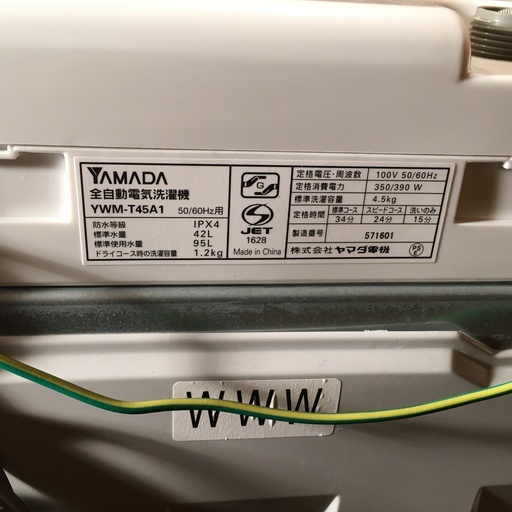 YAMADA
全自動電気洗濯機
YWM-T45A1 50/60Hz用
防水等級 IPX4
標準水量 42L
標準使用水量 95L
ドライコース時の洗濯容量 1.2kg
G
JET
1628
Made in China
定格電圧・周波数 100V 50/60Hz
定格消費電力 350/390 W
標準洗濯容量 4.5kg
定格時間 標準コース スピードコース 洗いのみ
34分 24分 15分
製造番号 571601
株式会社 ヤマダ電機
PS E
W W W